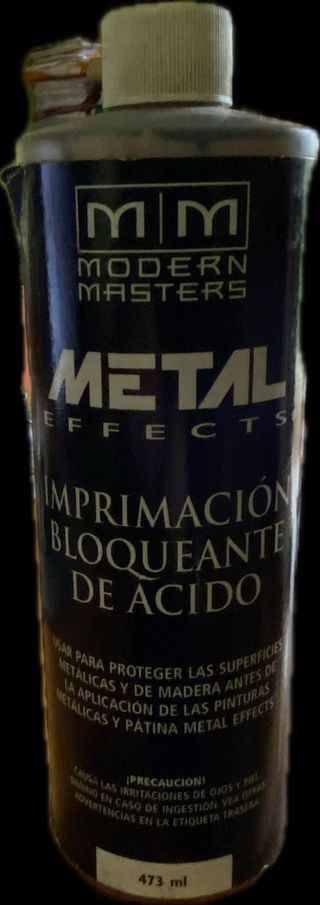 M|M
MODERN
MASTERS
METAL
EFFECTS
IMPRIMACIÓN
BLOQUEANTE
DE ACIDO
USAR PARA PROTEGER LAS SUPERFICIES
METÁLICAS Y DE MADERA ANTES DE
LA APLICACIÓN DE LAS PINTURAS
METÁLICAS Y PÁTINA METAL EFFECTS
¡PRECAUCIÓN!
CAUSA LAS IRRITACIONES DE OJOS Y PIEL.
DAÑINO EN CASO DE INGESTIÓN. VEA OTRAS
ADVERTENCIAS EN LA ETIQUETA TRASERA.
473 ml